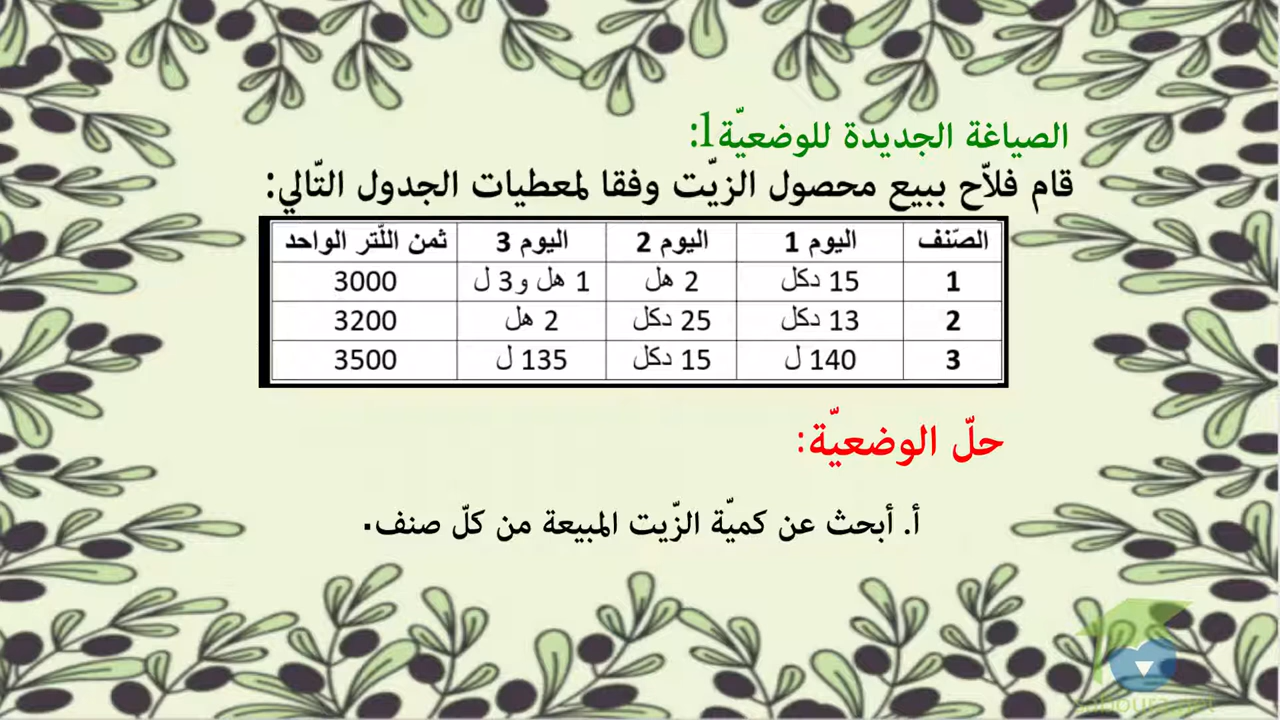 الصياغة الجديدة للوضعيّة1:
قام فلاّح ببيع محصول الزيّت وفقا لمعطيات الجدول التّالي:
الصّنف اليوم 1 اليوم 2 اليوم 3 ثمن اللّتر الواحد
1 15 دكل 2 هل 1 هل و3 ل 3000
2 13 دكل 25 دكل 2 هل 3200
3 140 ل 15 دكل 135 ل 3500
حلّ الوضعيّة:
أ. أبحث عن كميّة الزّيت المبيعة من كلّ صنف.